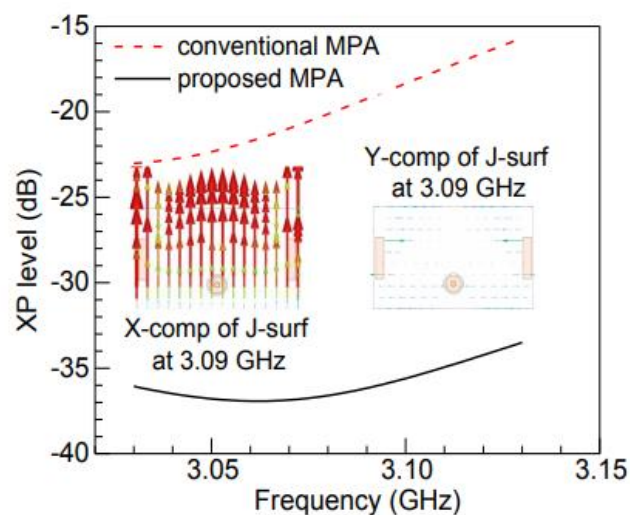 -15
-20
-25
-30
-35
-40
XP level (dB)
conventional MPA
proposed MPA
Y-comp of J-surf
at 3.09 GHz
X-comp of J-surf
at 3.09 GHz
3.05
3.10
3.15
Frequency (GHz)